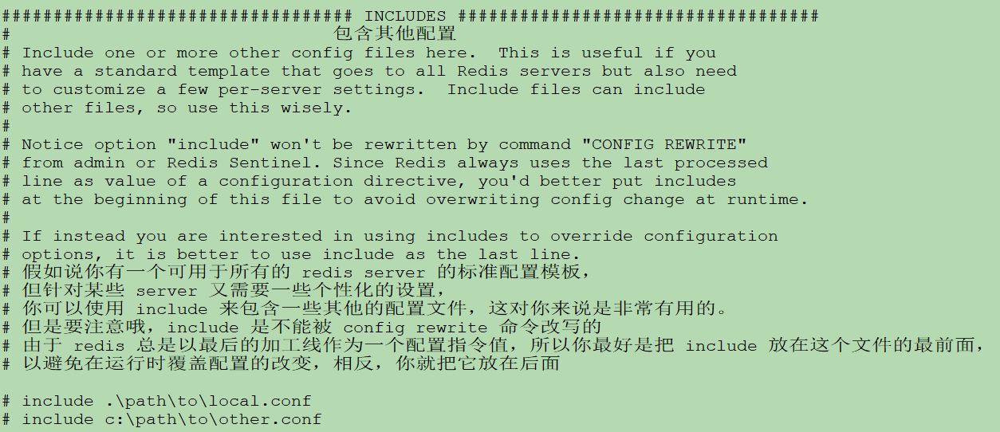 ################################## INCLUDES ###################################
#                                包含其他配置
# Include one or more other config files here.  This is useful if you
# have a standard template that goes to all Redis servers but also need
# to customize a few per-server settings.  Include files can include
# other files, so use this wisely.
#
# Notice option "include" won't be rewritten by command "CONFIG REWRITE"
# from admin or Redis Sentinel. Since Redis always uses the last processed
# line as value of a configuration directive, you'd better put includes
# at the beginning of this file to avoid overwriting config change at runtime.
#
# If instead you are interested in using includes to override configuration
# options, it is better to use include as the last line.
# 假如说你有一个可用于所有的 redis server 的标准配置模板，
# 但针对某些 server 又需要一些个性化的设置，
# 你可以使用 include 来包含一些其他的配置文件，这对你来说是非常有用的。
# 但是要注意哦，include 是不能被 config rewrite 命令改写的
# 由于 redis 总是以最后的加工线作为一个配置指令值，所以你最好是把 include 放在这个文件的最前面，
# 以避免在运行时覆盖配置的改变，相反，你就把它放在后面
# include .\path\to\local.conf
# include c:\path\to\other.conf